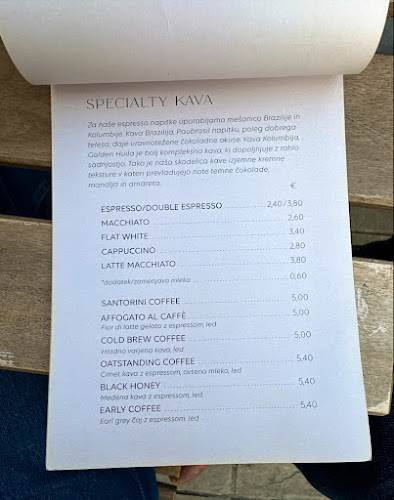 SPECIALTY KAVA
Za naše espresso napitke uporabljamo mešanico Brazilije in
Kolumbije. Kava Brazilija, Paubrasil napitku, poleg dobrega
telesa, daje uravnotežene čokoladne okuse. Kava Kolumbija,
Golden Huila je bolj kompleksna kava, ki dopolnjuje z rahlo
sadnostjo. Tako je naša skodelica kave izjemne kremne
teksture v kateri prevladujejo note temne čokolade,
mandlja in amareta.
€
ESPRESSO/DOUBLE ESPRESSO 2,40/3,80
MACCHIATO 2,60
FLAT WHITE 3,40
CAPPUCCINO 2,80
LATTE MACCHIATO 3,80
*dodatek/zamenjava mleka 0,60
SANTORINI COFFEE 5,00
AFFOGATO AL CAFFÈ 5,00
Fior di latte gelato z espressom, led
COLD BREW COFFEE 5,00
Hladno varjena kava, led
OATSTANDING COFFEE 5,40
Cimet kava z espressom, ovseno mleko, led
BLACK HONEY 5,40
Medena kava z espressom, led
EARLY COFFEE 5,40
Earl grey čaj z espressom, led